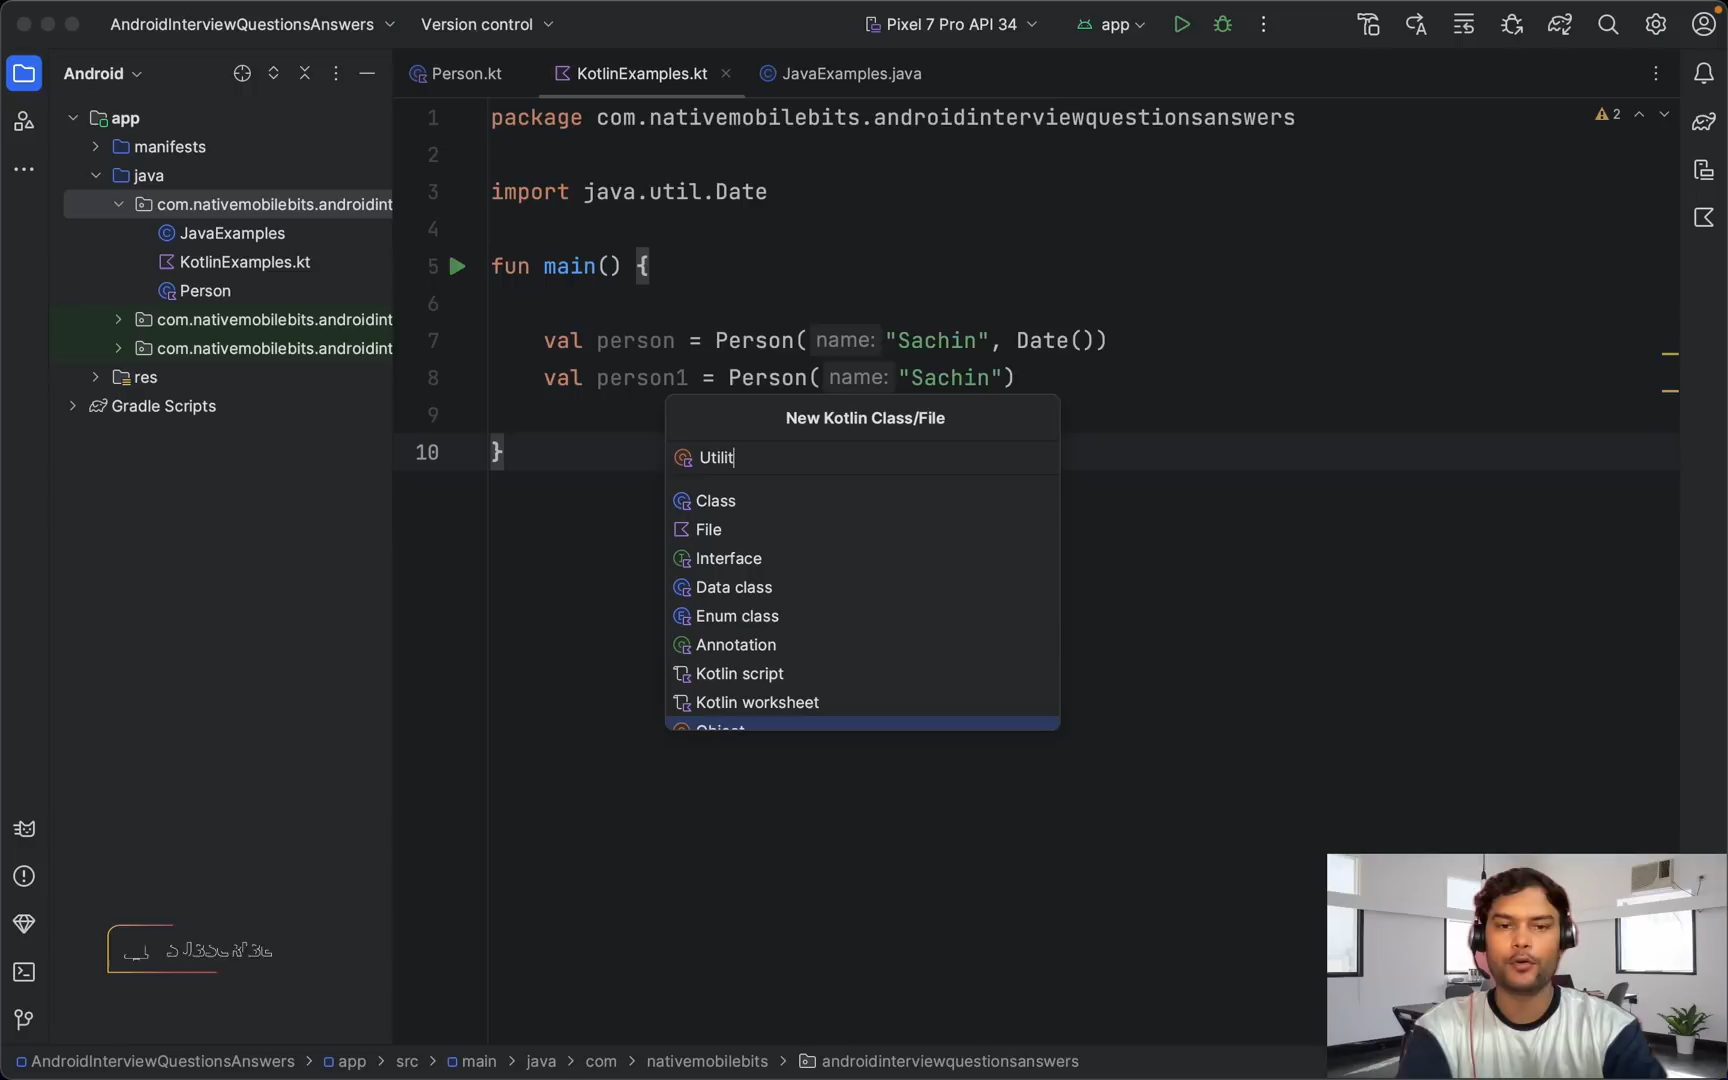 AndroidInterviewQuestionsAnswers
Version control
Pixel 7 Pro API 34
app
Android
Person.kt
KotlinExamples.kt
JavaExamples.java
app
manifests
java
com.nativemobilebits.androidint
JavaExamples
KotlinExamples.kt
Person
com.nativemobilebits.androidint
com.nativemobilebits.androidint
res
Gradle Scripts
2
1 package com.nativemobilebits.androidinterviewquestionsanswers
2
3 import java.util.Date
4
5 fun main() {
6
7 val person = Person( name: "Sachin", Date())
8 val person1 = Person( name: "Sachin")
9
10 }
New Kotlin Class/File
Utilit
Class
File
Interface
Data class
Enum class
Annotation
Kotlin script
Kotlin worksheet
Object
AndroidInterviewQuestionsAnswers > app > src > main > java > com > nativemobilebits > androidinterviewquestionsanswers